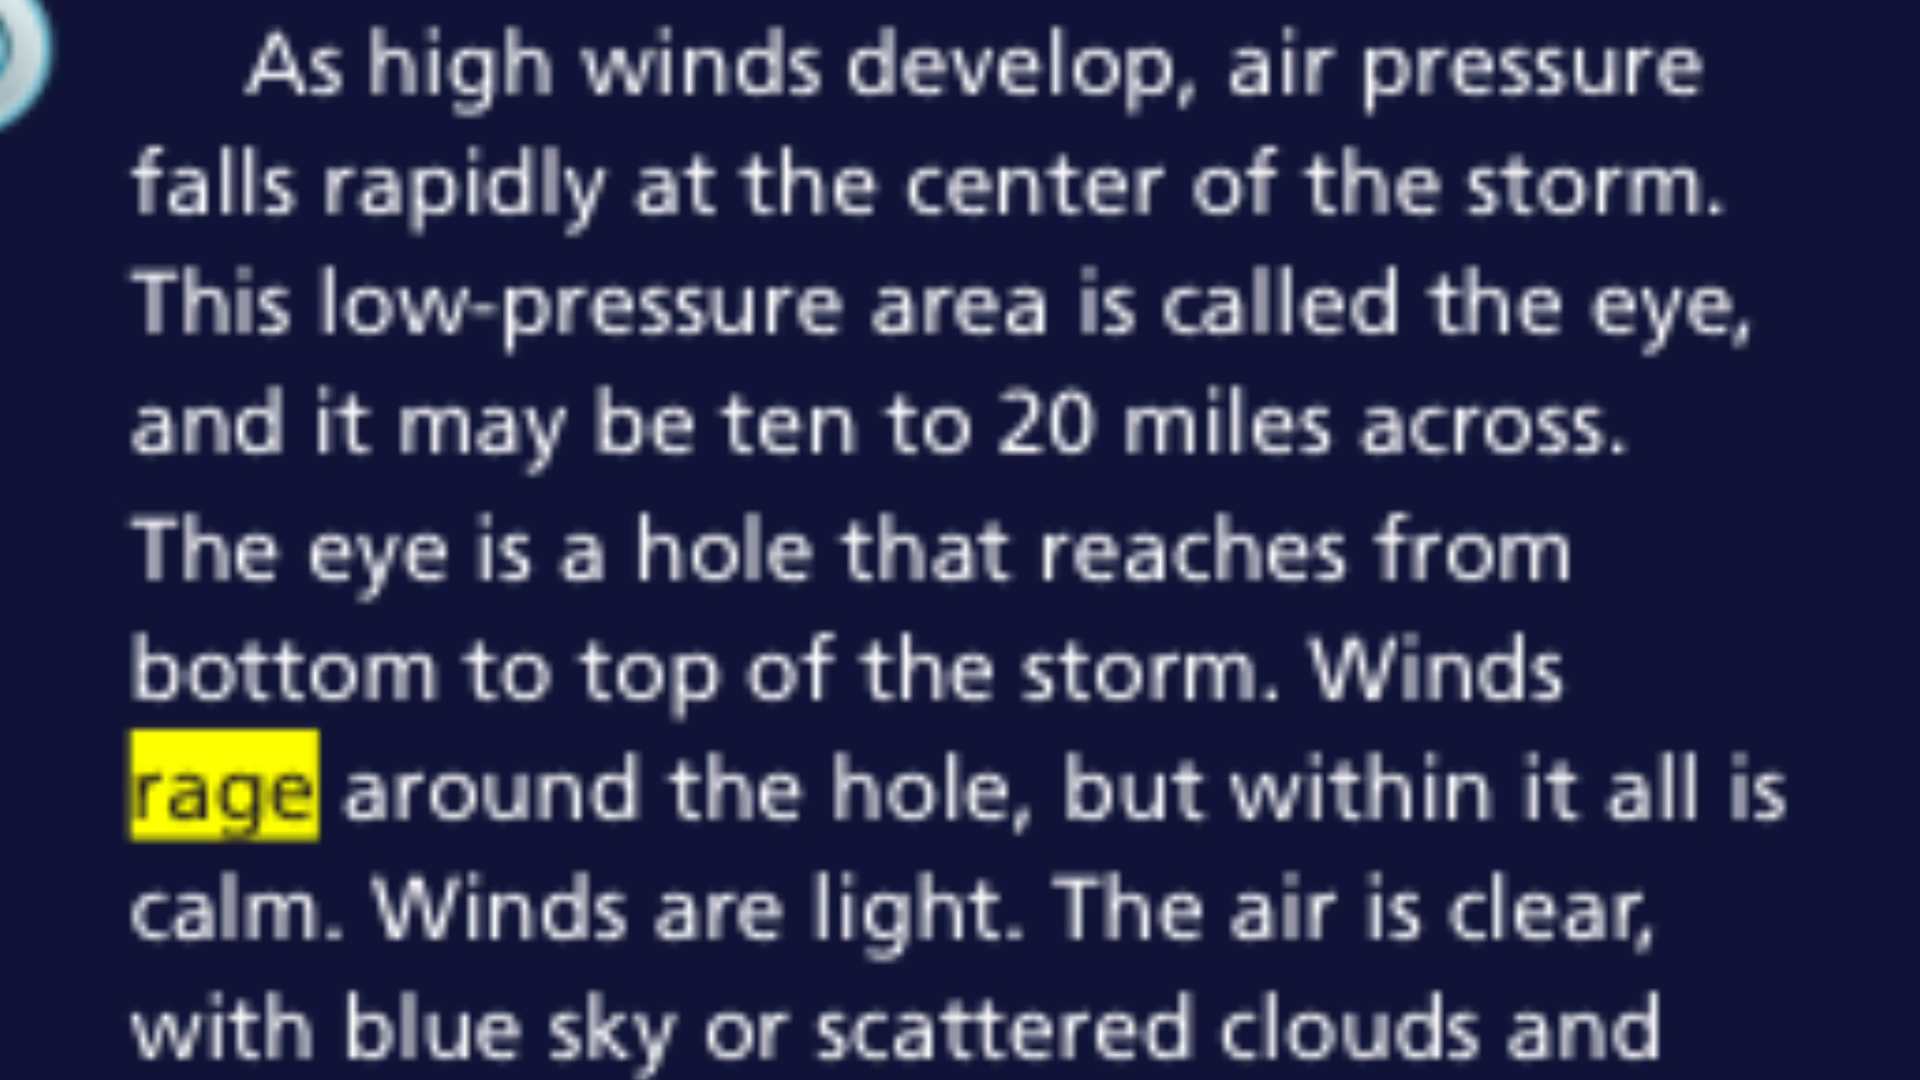 As high winds develop, air pressure
falls rapidly at the center of the storm.
This low-pressure area is called the eye,
and it may be ten to 20 miles across.
The eye is a hole that reaches from
bottom to top of the storm. Winds
rage around the hole, but within it all is
calm. Winds are light. The air is clear,
with blue sky or scattered clouds and